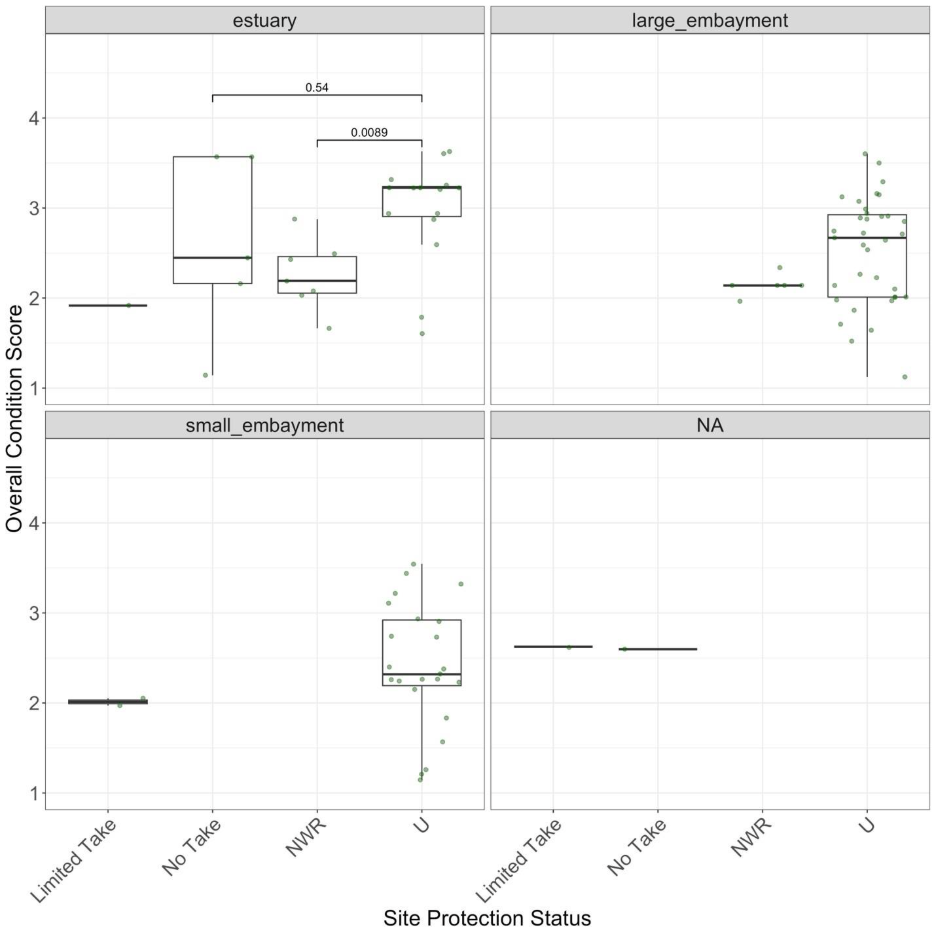 estuary
large_embayment
0.54
0.0089
4
3
2
1
small_embayment
NA
4
3
2
1
Overall Condition Score
Limited Take
No Take
NWR
U
Limited Take
No Take
NWR
U
Site Protection Status